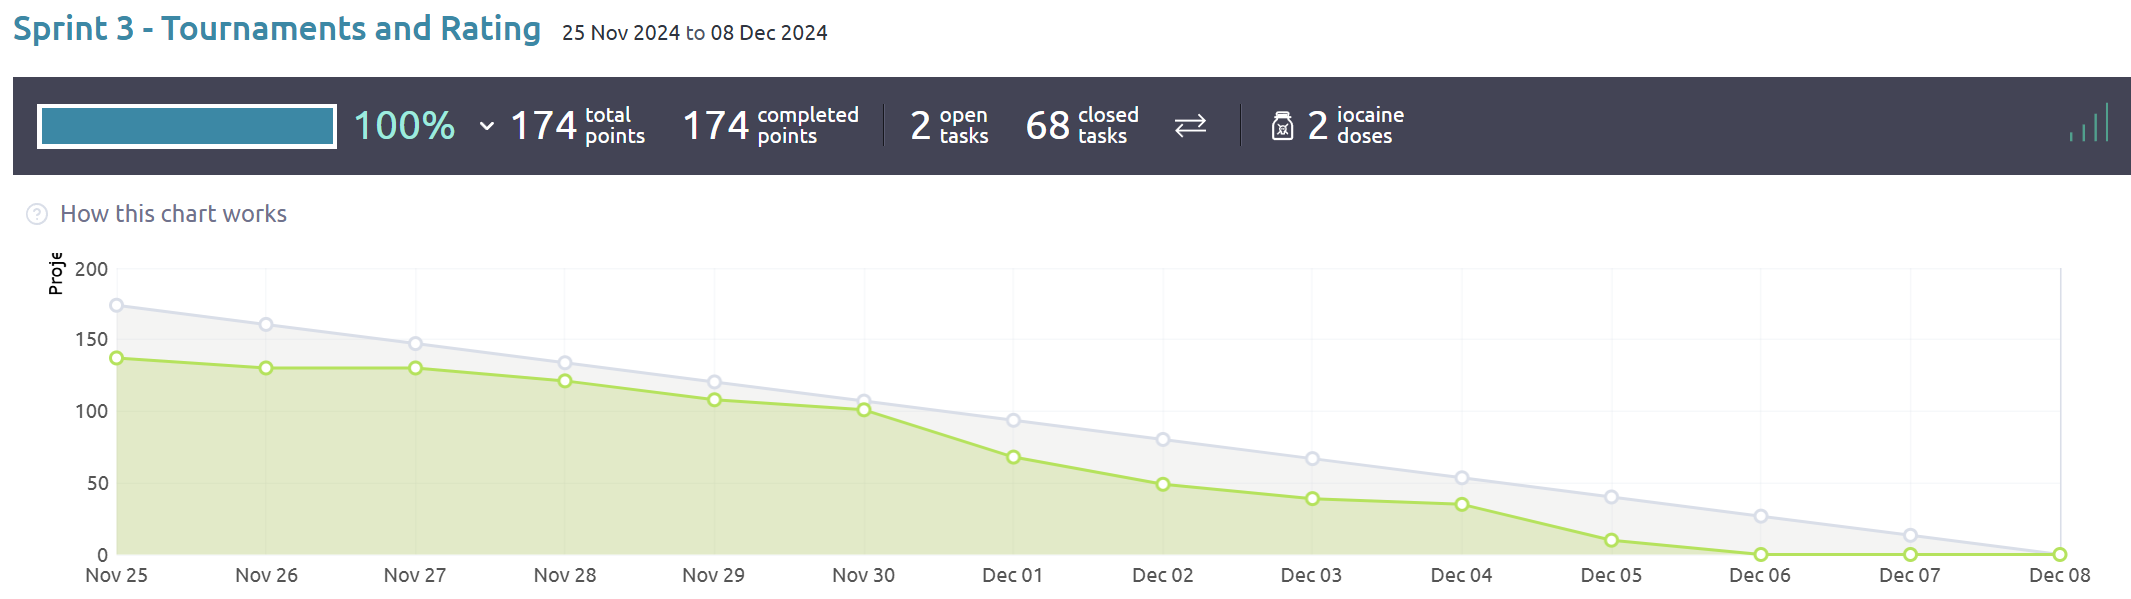 Sprint 3 - Tournaments and Rating 25 Nov 2024 to 08 Dec 2024
100% 174 total points 174 completed points 2 open tasks 68 closed tasks 2 iocaine doses
How this chart works
Proje
200
150
100
50
0
Nov 25 Nov 26 Nov 27 Nov 28 Nov 29 Nov 30 Dec 01 Dec 02 Dec 03 Dec 04 Dec 05 Dec 06 Dec 07 Dec 08